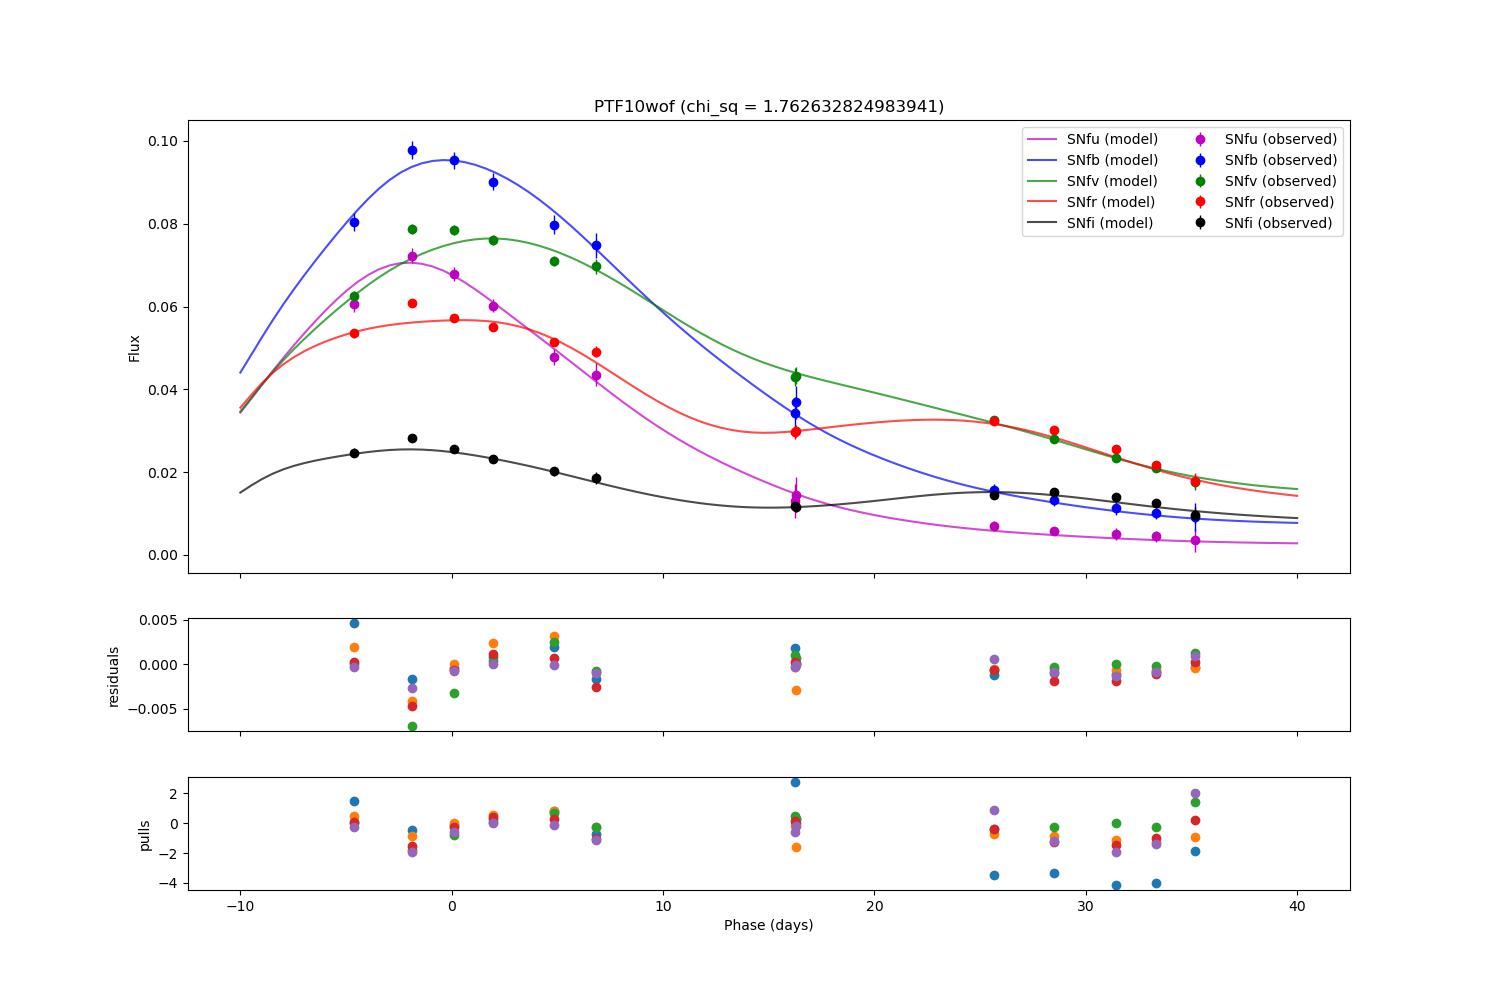 PTF10wof (chi_sq = 1.762632824983941)
0.10
0.08
0.06
0.04
0.02
0.00
Flux
SNfu (model)
SNfb (model)
SNfv (model)
SNfr (model)
SNfi (model)
SNfu (observed)
SNfb (observed)
SNfv (observed)
SNfr (observed)
SNfi (observed)
0.005
0.000
−0.005
residuals
2
0
−2
−4
pulls
−10
0
10
20
30
40
Phase (days)